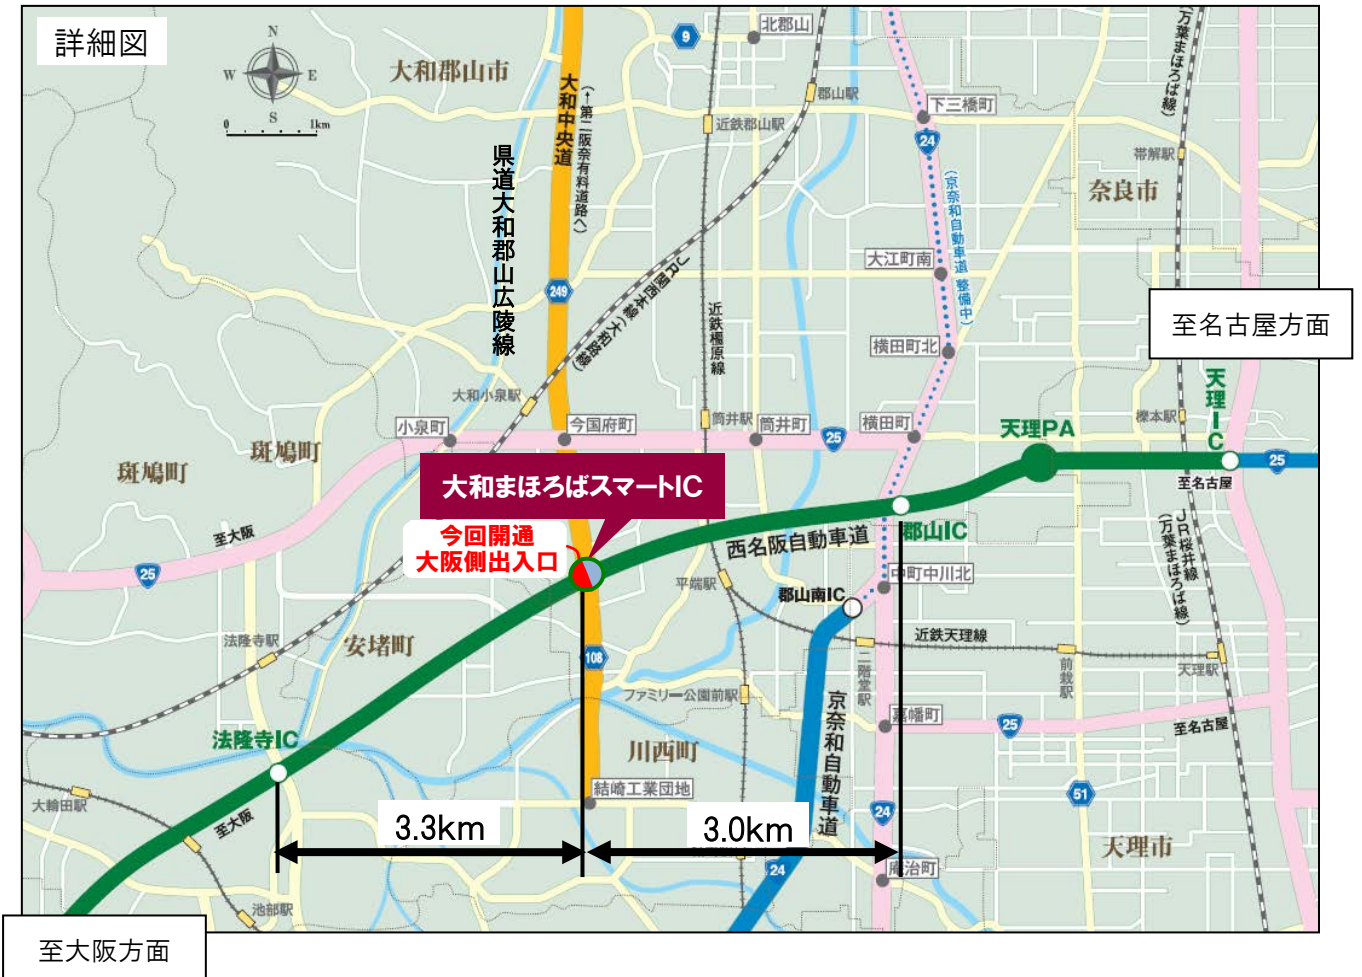 詳細図
N
W
E
S
0
1km
大和郡山市
9
北郡山
(万葉まほろば線)
大和中央道
(←第二阪奈有料道路へ)
郡山駅
下三橋町
近鉄郡山駅
24
帯解駅
県道大和郡山広陵線
奈良市
(京奈和自動車道 整備中)
大江町南
249
JR関西本線(大和路線)
近鉄橿原線
至名古屋方面
横田町北
大和小泉駅
天理IC
小泉町
今国府町
筒井駅
筒井町
25
横田町
天理PA
櫟本駅
斑鳩町
斑鳩町
25
至名古屋
大和まほろばスマートIC
今回開通
大阪側出入口
至大阪
25
西名阪自動車道
郡山IC
JR桜井線
(万葉まほろば線)
平端駅
郡山南IC
中町中川北
法隆寺駅
安堵町
108
近鉄天理線
二階堂駅
前栽駅
天理駅
ファミリー公園前駅
京奈和自動車道
嘉幡町
25
至名古屋
法隆寺IC
川西町
結崎工業団地
大輪田駅
至大阪
3.3km
3.0km
24
51
天理市
24
庵治町
池部駅
至大阪方面